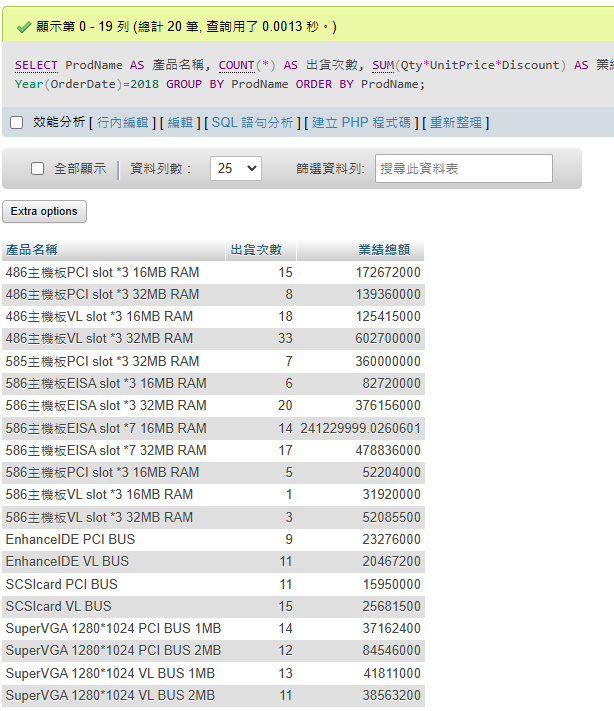 顯示第 0 - 19 列 (總計 20 筆, 查詢用了 0.0013 秒。)
SELECT ProdName AS 產品名稱, COUNT(*) AS 出貨次數, SUM(Qty*UnitPrice*Discount) AS 業
Year(OrderDate)=2018 GROUP BY ProdName ORDER BY ProdName;
效能分析 [ 行內編輯 ] [ 編輯 ] [ SQL 語句分析 ] [ 建立 PHP 程式碼 ] [ 重新整理 ]
全部顯示 資料列數： 25 篩選資料列: 搜尋此資料表
Extra options
產品名稱 出貨次數 業績總額
486主機板PCI slot *3 16MB RAM 15 172672000
486主機板PCI slot *3 32MB RAM 8 139360000
486主機板VL slot *3 16MB RAM 18 125415000
486主機板VL slot *3 32MB RAM 33 602700000
585主機板PCI slot *3 32MB RAM 7 360000000
586主機板EISA slot *3 16MB RAM 6 82720000
586主機板EISA slot *3 32MB RAM 20 376156000
586主機板EISA slot *7 16MB RAM 14 241229999.0260601
586主機板EISA slot *7 32MB RAM 17 478836000
586主機板PCI slot *3 16MB RAM 5 52204000
586主機板VL slot *3 16MB RAM 1 31920000
586主機板VL slot *3 32MB RAM 3 52085500
EnhanceIDE PCI BUS 9 23276000
EnhanceIDE VL BUS 11 20467200
SCSIcard PCI BUS 11 15950000
SCSIcard VL BUS 15 25681500
SuperVGA 1280*1024 PCI BUS 1MB 14 37162400
SuperVGA 1280*1024 PCI BUS 2MB 12 84546000
SuperVGA 1280*1024 VL BUS 1MB 13 41811000
SuperVGA 1280*1024 VL BUS 2MB 11 38563200